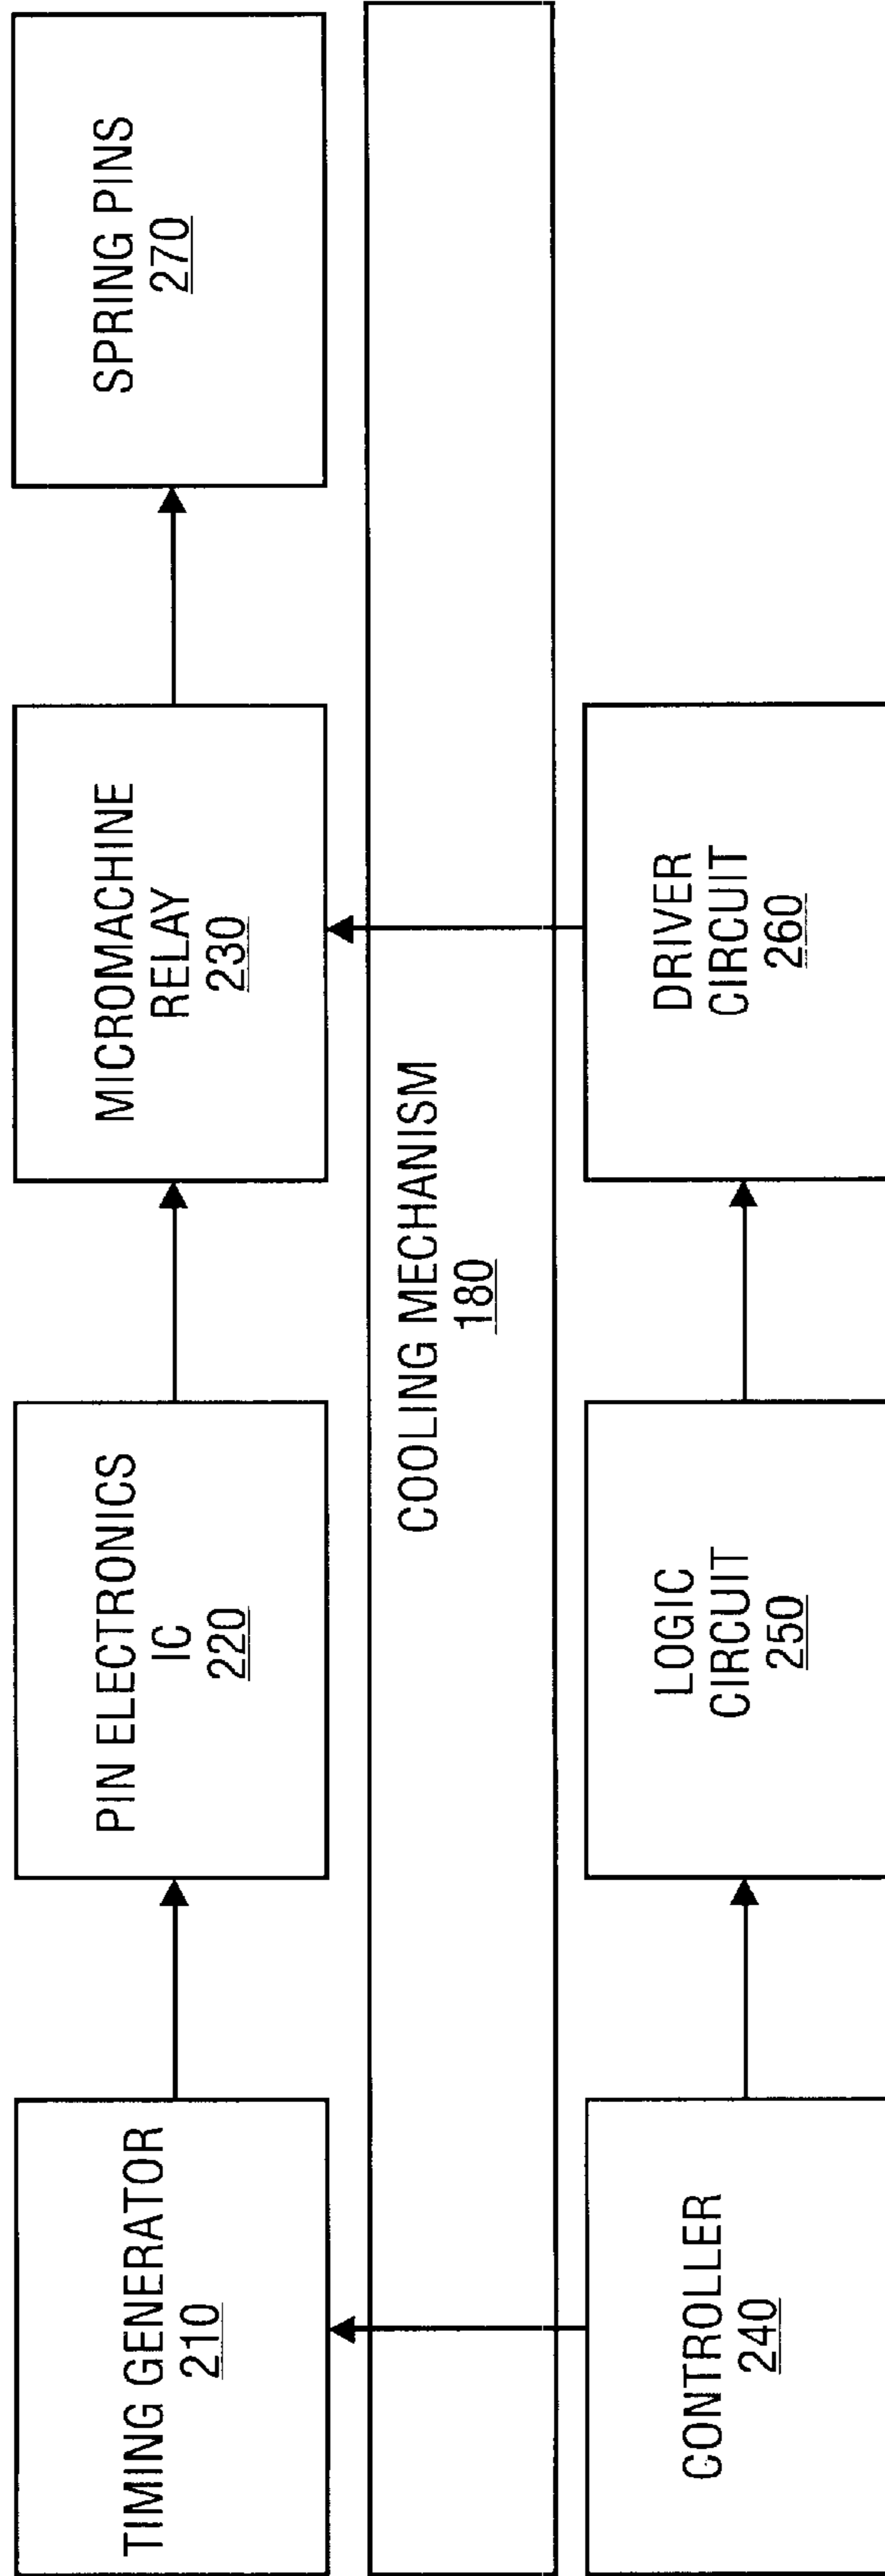 TIMING GENERATOR
210
PIN ELECTRONICS
IC
220
MICROMACHINE
RELAY
230
SPRING PINS
270
COOLING MECHANISM
180
CONTROLLER
240
LOGIC
CIRCUIT
250
DRIVER
CIRCUIT
260